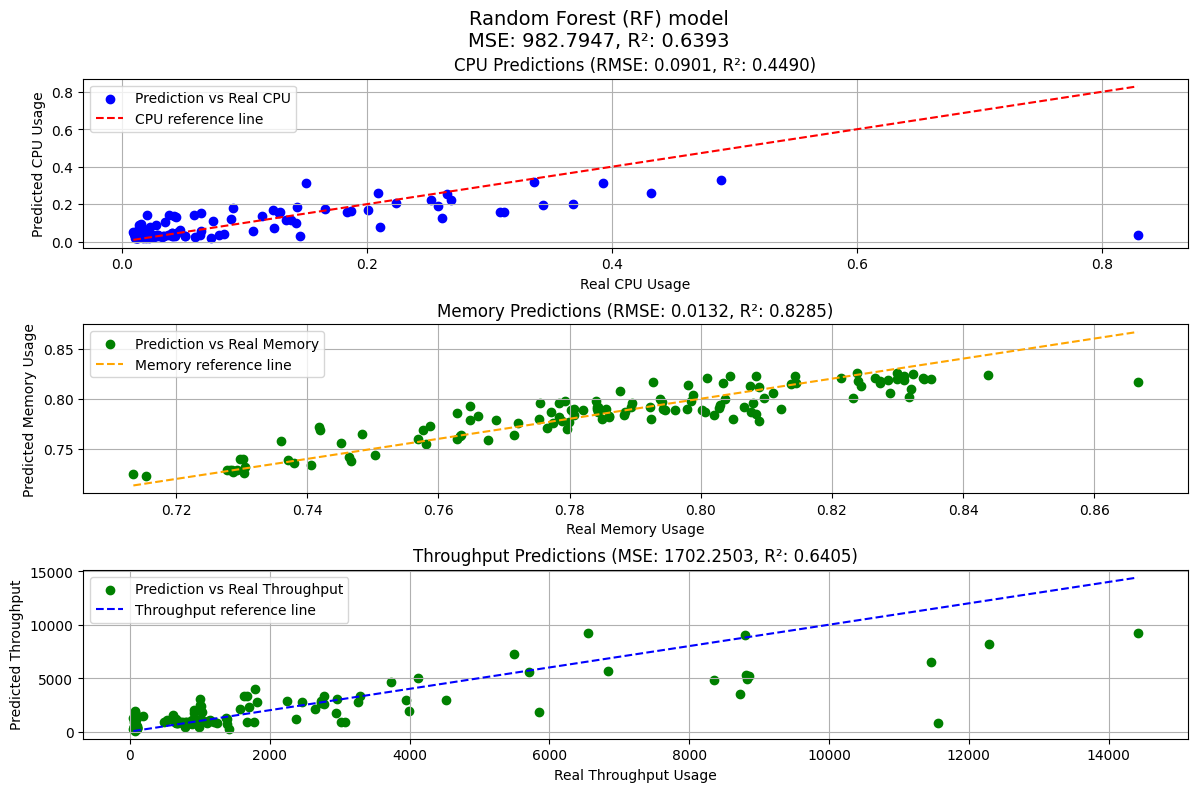 Random Forest (RF) model
MSE: 982.7947, R²: 0.6393
CPU Predictions (RMSE: 0.0901, R²: 0.4490)
Prediction vs Real CPU
CPU reference line
Predicted CPU Usage
0.8
0.6
0.4
0.2
0.0
0.0 0.2 0.4 0.6 0.8
Real CPU Usage
Memory Predictions (RMSE: 0.0132, R²: 0.8285)
Prediction vs Real Memory
Memory reference line
Predicted Memory Usage
0.85
0.80
0.75
0.72 0.74 0.76 0.78 0.80 0.82 0.84 0.86
Real Memory Usage
Throughput Predictions (MSE: 1702.2503, R²: 0.6405)
Prediction vs Real Throughput
Throughput reference line
Predicted Throughput
15000
10000
5000
0
0 2000 4000 6000 8000 10000 12000 14000
Real Throughput Usage